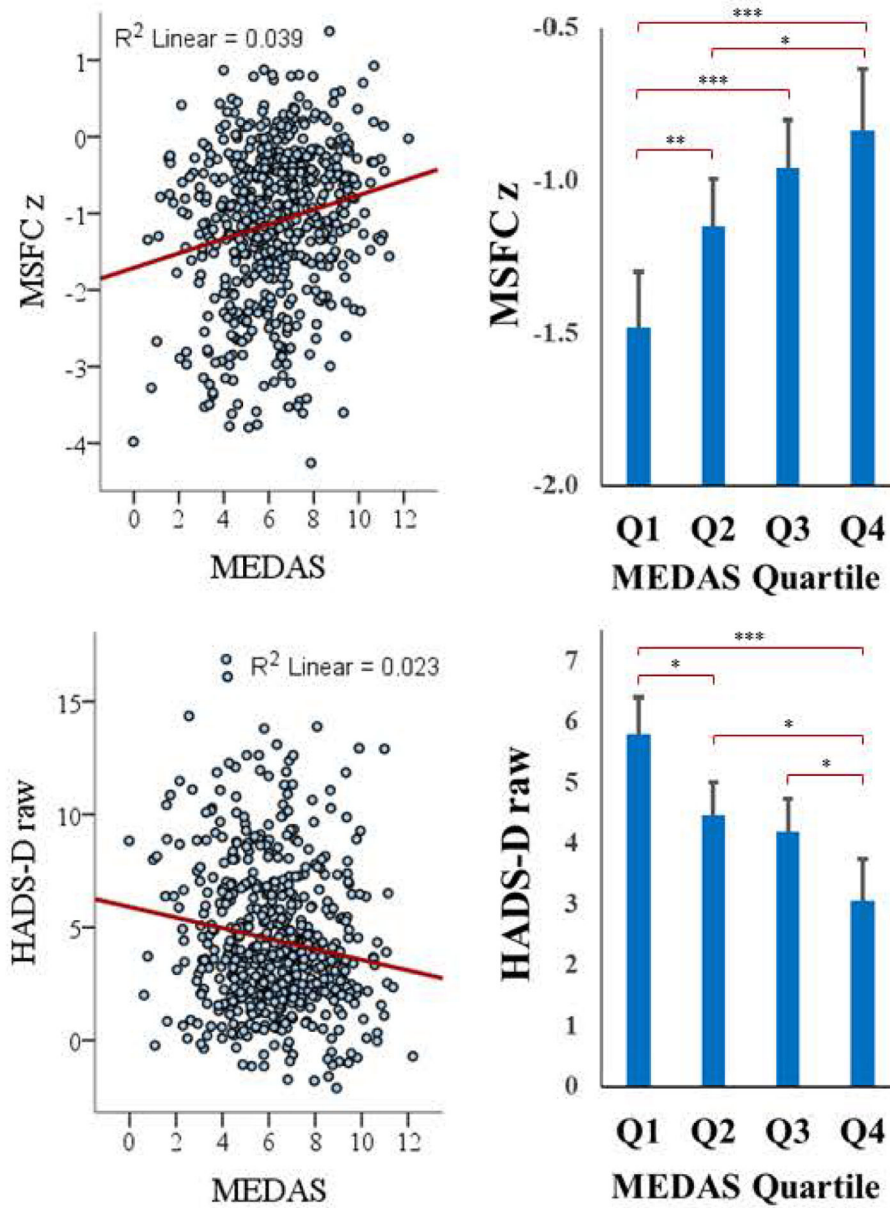 R² Linear = 0.039
1
0
-1
-2
-3
-4
MSFC z
0 2 4 6 8 10 12
MEDAS
***
*
***
**
-0.5
-1.0
-1.5
-2.0
MSFC z
Q1 Q2 Q3 Q4
MEDAS Quartile
R² Linear = 0.023
15
10
5
0
HADS-D raw
0 2 4 6 8 10 12
MEDAS
***
*
*
*
7
6
5
4
3
2
1
0
HADS-D raw
Q1 Q2 Q3 Q4
MEDAS Quartile